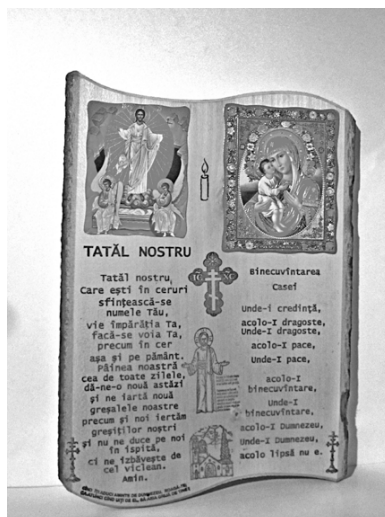 TATĂL NOSTRU
Tatăl nostru,
Care ești în ceruri
sfințească-se
numele Tău,
vie împărăția Ta,
facă-se voia Ta,
precum în cer
așa și pe pământ.
Pâinea noastră
cea de toate zilele,
dă-ne-o nouă astăzi
și ne iartă nouă
greșalele noastre
precum și noi iertăm
greșiților noștri
și nu ne duce pe noi
în ispită,
ci ne izbăvește de
cel viclean.
Amin.
Binecuvîntarea
Casei
Unde-i credință,
acolo-I dragoste,
Unde-I dragoste,
acolo-I pace,
Unde-I pace,
acolo-I
binecuvîntare,
Unde-I
binecuvîntare,
acolo-I Dumnezeu,
Unde-I Dumnezeu,
acolo lipsă nu e.